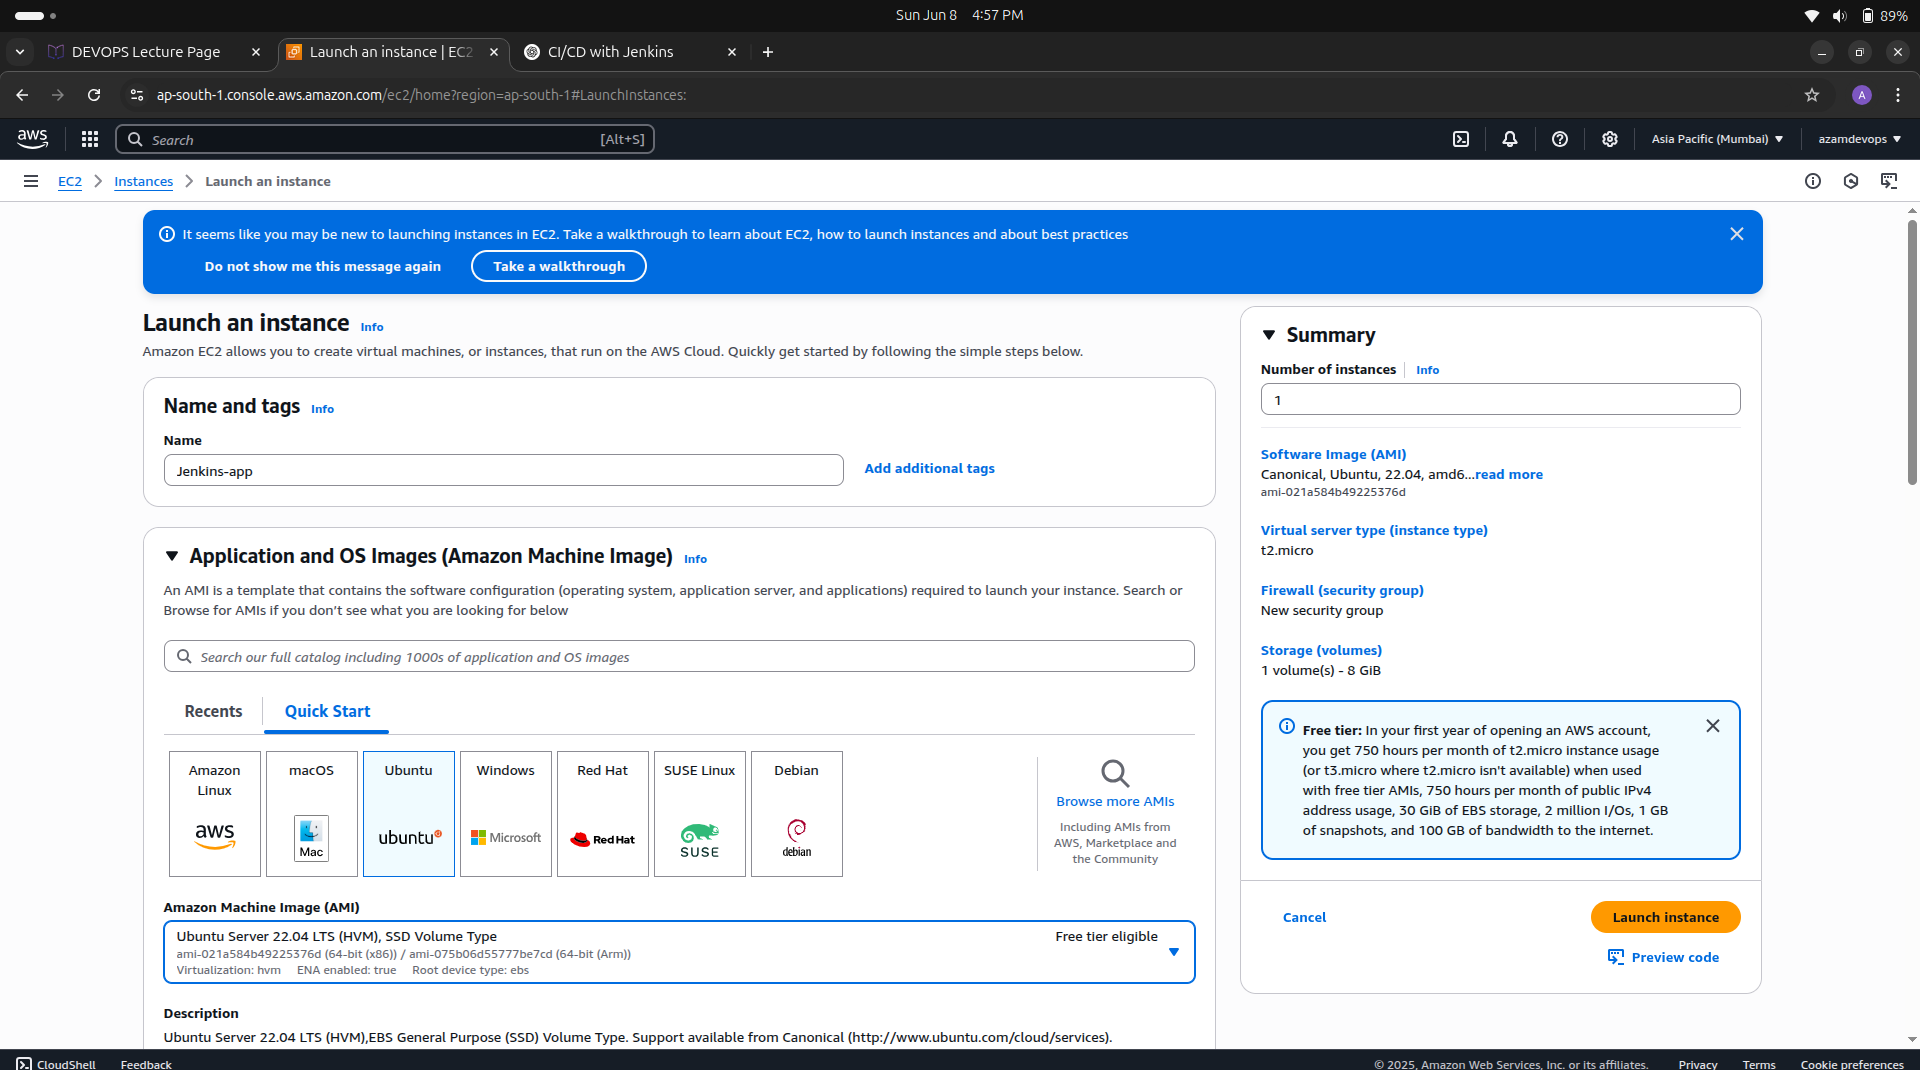 Sun Jun 8 4:57 PM
89%
DEVOPS Lecture Page
Launch an instance | EC2
CI/CD with Jenkins
ap-south-1.console.aws.amazon.com/ec2/home?region=ap-south-1#LaunchInstances:
A
aws
Search
[Alt+S]
Asia Pacific (Mumbai)
azamdevops
EC2
Instances
Launch an instance
It seems like you may be new to launching instances in EC2. Take a walkthrough to learn about EC2, how to launch instances and about best practices
Do not show me this message again
Take a walkthrough
Launch an instance Info
Amazon EC2 allows you to create virtual machines, or instances, that run on the AWS Cloud. Quickly get started by following the simple steps below.
Name and tags Info
Name
Jenkins-app
Add additional tags
Application and OS Images (Amazon Machine Image) Info
An AMI is a template that contains the software configuration (operating system, application server, and applications) required to launch your instance. Search or
Browse for AMIs if you don't see what you are looking for below
Search our full catalog including 1000s of application and OS images
Recents
Quick Start
Amazon
Linux
aws
macOS
Mac
Ubuntu
ubuntu
Windows
Microsoft
Red Hat
Red Hat
SUSE Linux
SUSE
Debian
debian
Browse more AMIs
Including AMIs from
AWS, Marketplace and
the Community
Amazon Machine Image (AMI)
Ubuntu Server 22.04 LTS (HVM), SSD Volume Type
Free tier eligible
ami-021a584b49225376d (64-bit (x86)) / ami-075b06d55777be7cd (64-bit (Arm))
Virtualization: hvm ENA enabled: true Root device type: ebs
Description
Ubuntu Server 22.04 LTS (HVM),EBS General Purpose (SSD) Volume Type. Support available from Canonical (http://www.ubuntu.com/cloud/services).
Summary
Number of instances Info
1
Software Image (AMI)
Canonical, Ubuntu, 22.04, amd6...read more
ami-021a584b49225376d
Virtual server type (instance type)
t2.micro
Firewall (security group)
New security group
Storage (volumes)
1 volume(s) - 8 GiB
Free tier: In your first year of opening an AWS account,
you get 750 hours per month of t2.micro instance usage
(or t3.micro where t2.micro isn't available) when used
with free tier AMIs, 750 hours per month of public IPv4
address usage, 30 GiB of EBS storage, 2 million I/Os, 1 GB
of snapshots, and 100 GB of bandwidth to the internet.
Cancel
Launch instance
Preview code
CloudShell
Feedback
© 2025, Amazon Web Services, Inc. or its affiliates.
Privacy
Terms
Cookie preferences